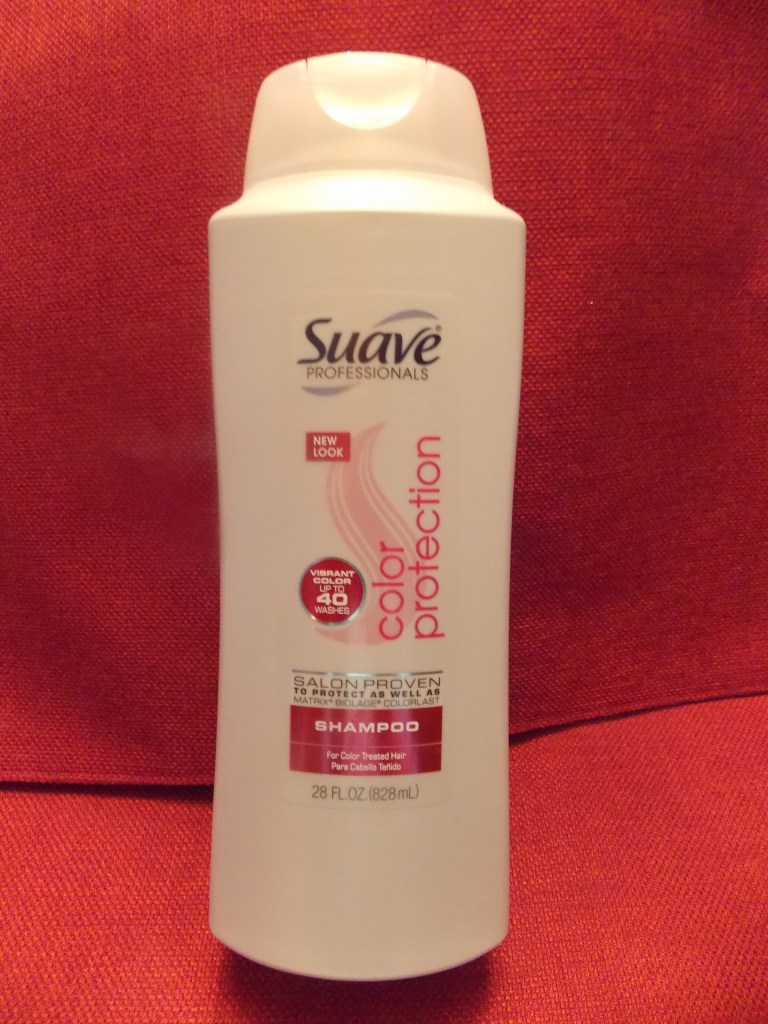 Suave®
PROFESSIONALS
NEW
LOOK
color
protection
VIBRANT
COLOR
UP TO
40
WASHES
SALON PROVEN
TO PROTECT AS WELL AS
MATRIX® BIOLAGE® COLORLAST
SHAMPOO
For Color Treated Hair
Para Cabello Teñido
28 FL.OZ.(828mL)